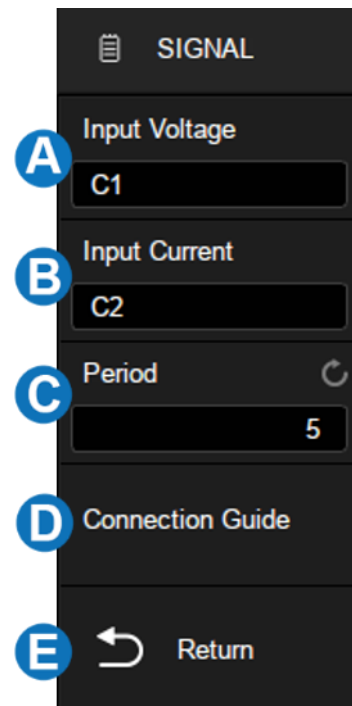 SIGNAL
A
Input Voltage
C1
B
Input Current
C2
C
Period
5
D
Connection Guide
E
Return